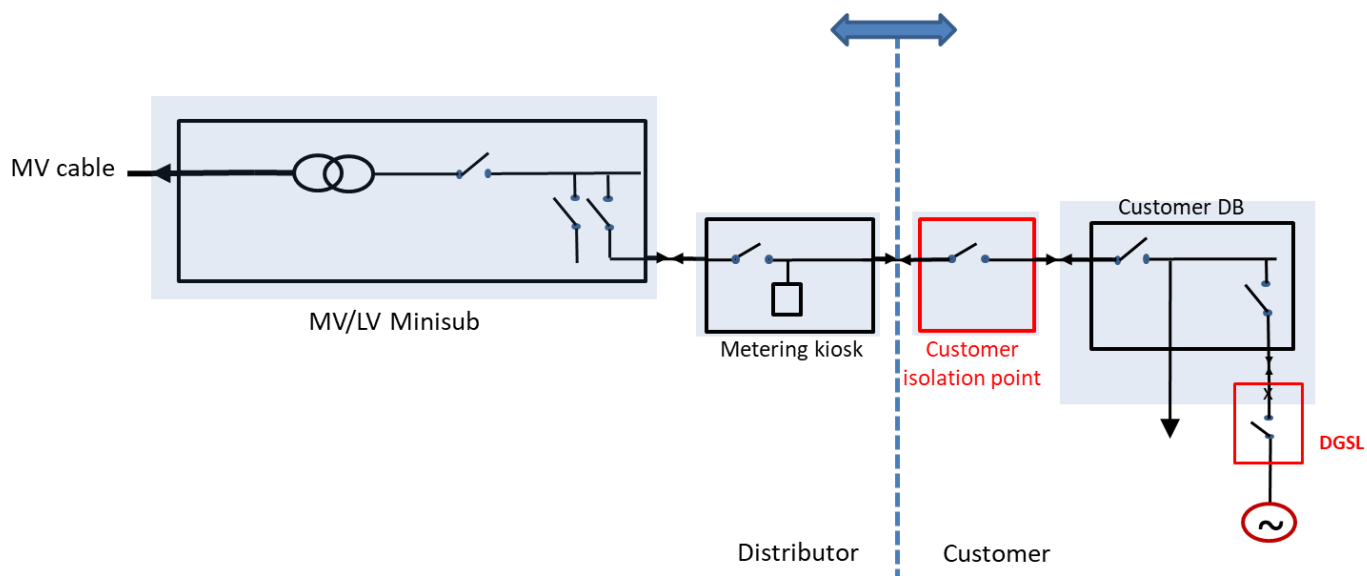 MV cable
MV/LV Minisub
Metering kiosk
Customer
isolation point
Customer DB
X
DGSL
~
Distributor
Customer